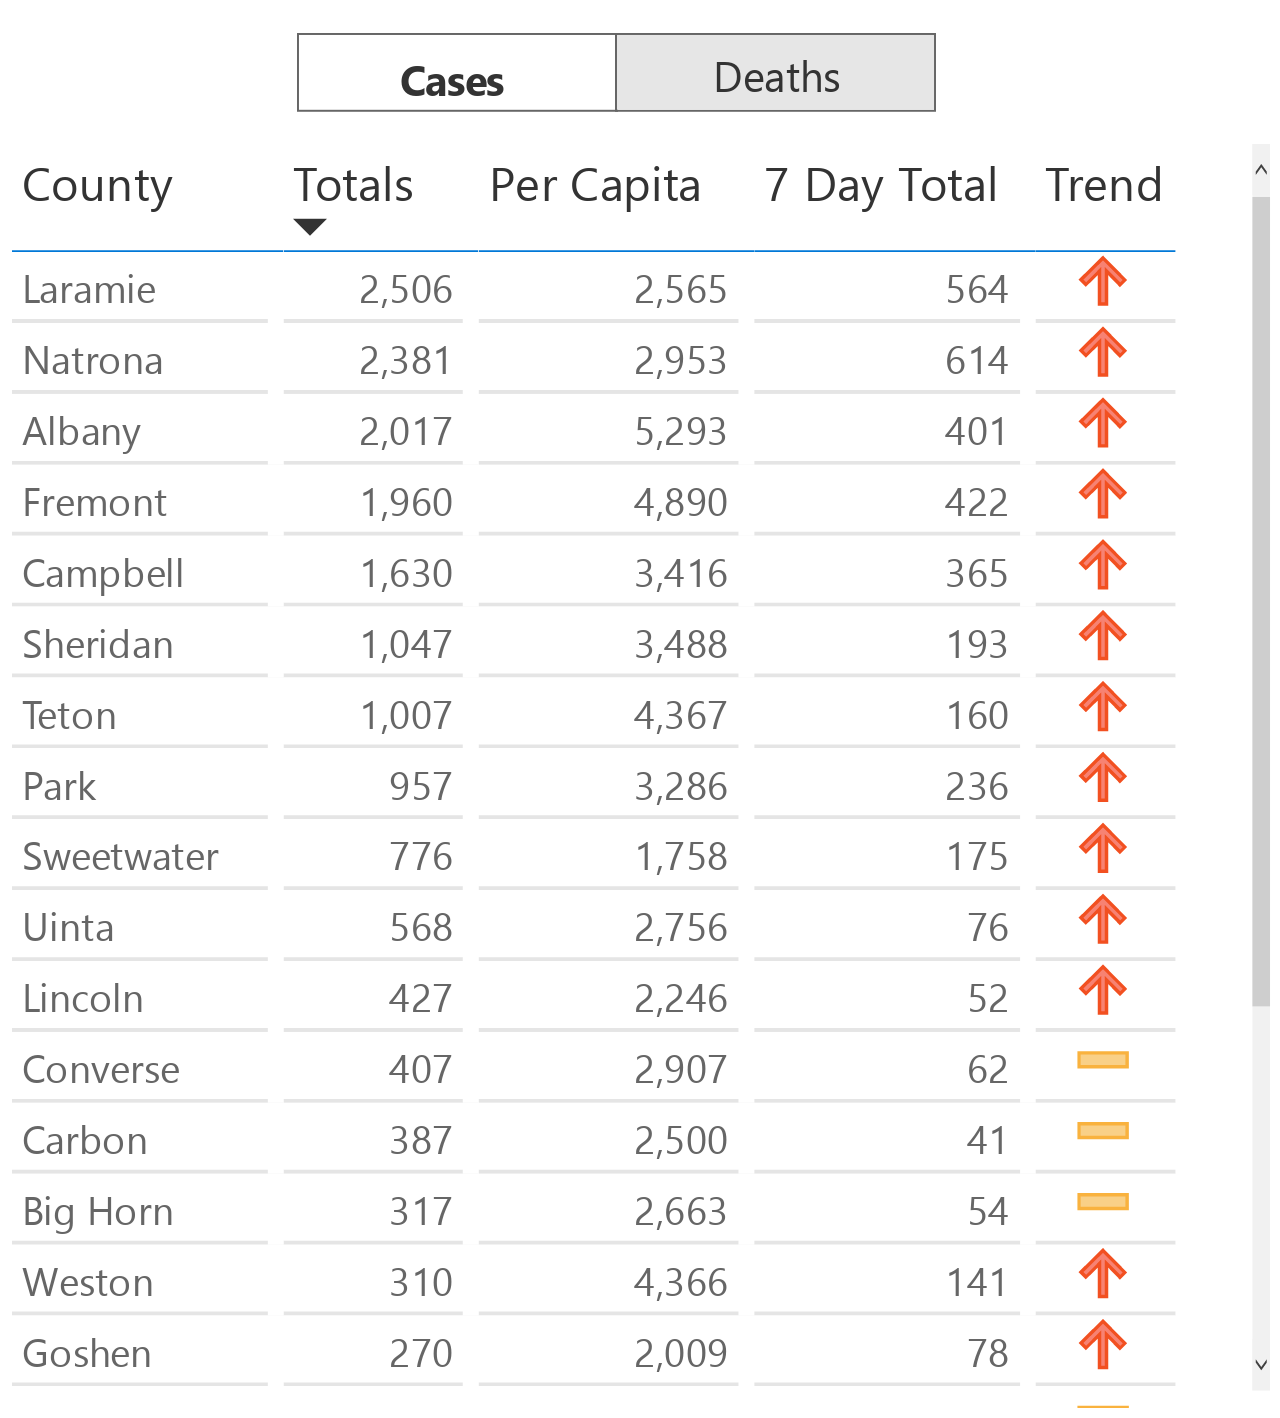 Cases Deaths
County Totals Per Capita 7 Day Total Trend
Laramie 2,506 2,565 564
Natrona 2,381 2,953 614
Albany 2,017 5,293 401
Fremont 1,960 4,890 422
Campbell 1,630 3,416 365
Sheridan 1,047 3,488 193
Teton 1,007 4,367 160
Park 957 3,286 236
Sweetwater 776 1,758 175
Uinta 568 2,756 76
Lincoln 427 2,246 52
Converse 407 2,907 62
Carbon 387 2,500 41
Big Horn 317 2,663 54
Weston 310 4,366 141
Goshen 270 2,009 78